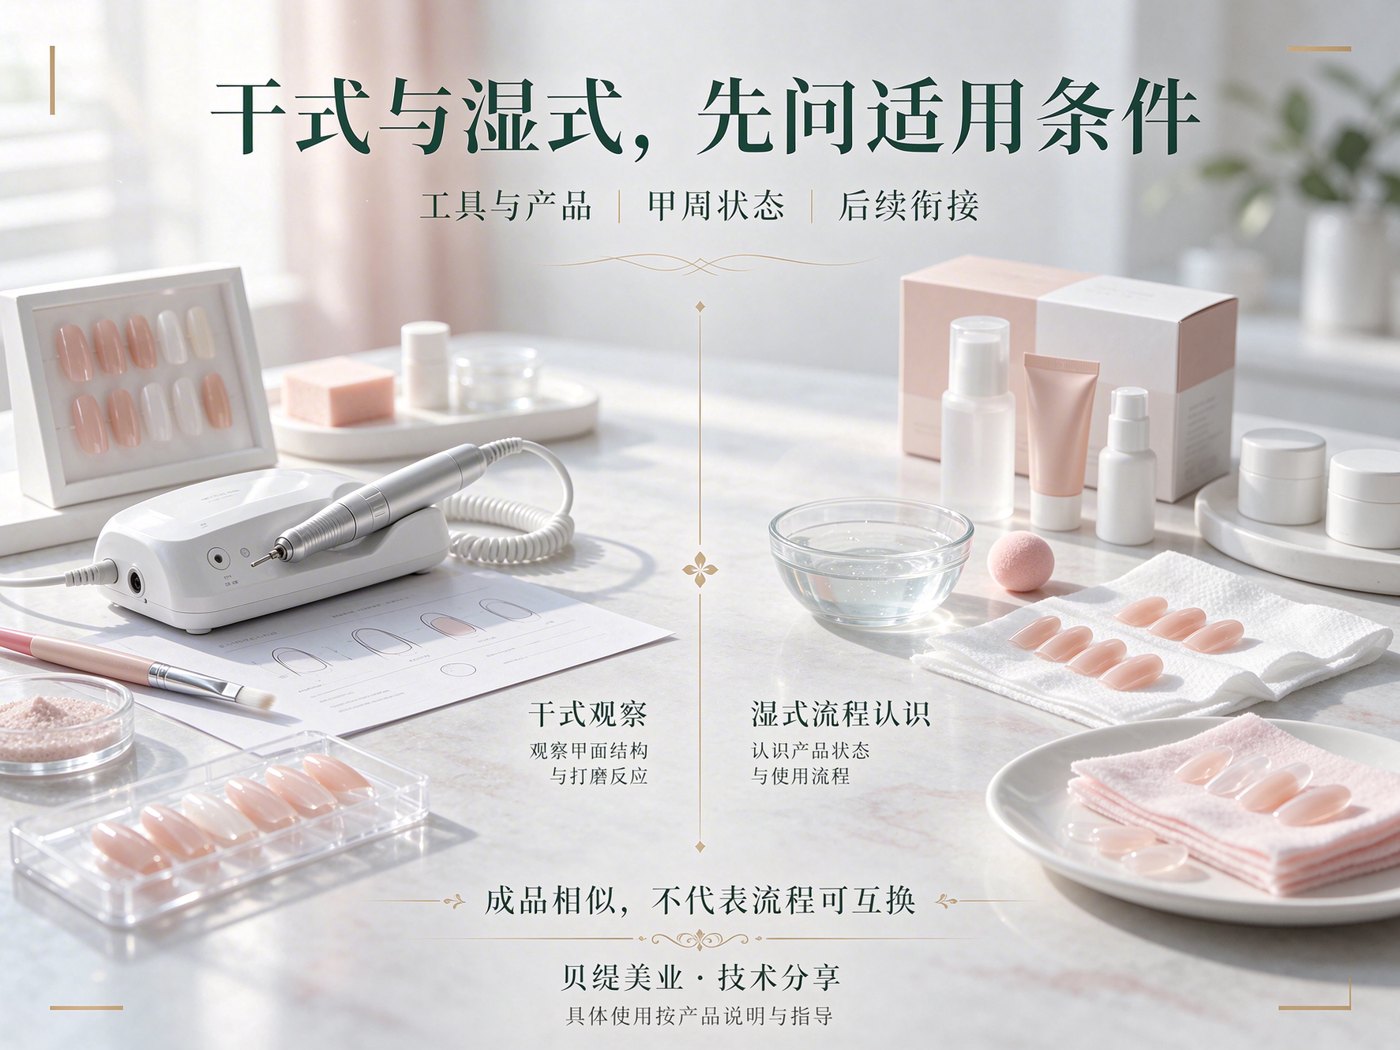 干式与湿式，先问适用条件
工具与产品｜甲周状态｜后续衔接
干式观察
观察甲面结构
与打磨反应
湿式流程认识
认识产品状态
与使用流程
成品相似，不代表流程可互换
贝缇美业·技术分享
具体使用按产品说明与指导